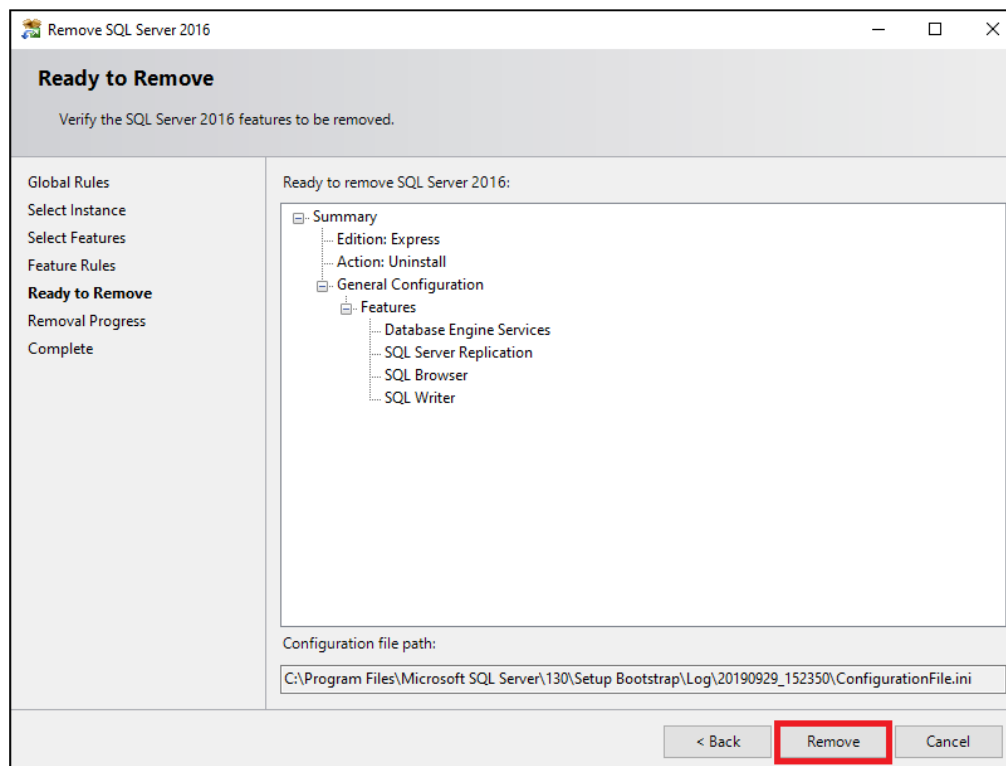 Remove SQL Server 2016
Ready to Remove
Verify the SQL Server 2016 features to be removed.
Global Rules
Select Instance
Select Features
Feature Rules
Ready to Remove
Removal Progress
Complete
Ready to remove SQL Server 2016:
Summary
Edition: Express
Action: Uninstall
General Configuration
Features
Database Engine Services
SQL Server Replication
SQL Browser
SQL Writer
Configuration file path:
C:\Program Files\Microsoft SQL Server\130\Setup Bootstrap\Log\20190929_152350\ConfigurationFile.ini
< Back
Remove
Cancel